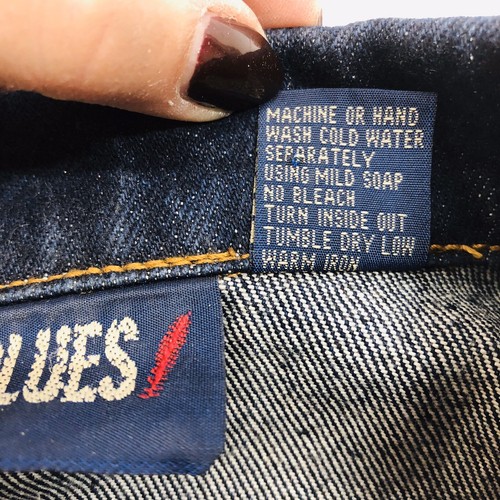 MACHINE OR HAND
WASH COLD WATER
SEPARATELY
USING MILD SOAP
NO BLEACH
TURN INSIDE OUT
TUMBLE DRY LOW
WARM IRON
LUES